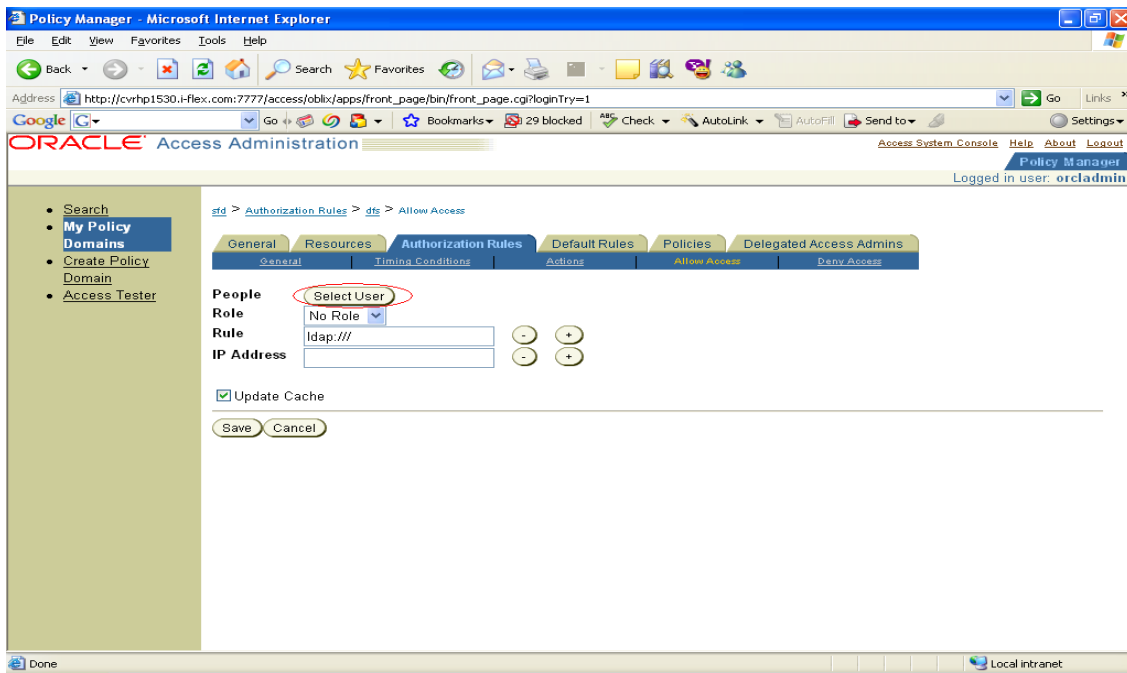 Policy Manager - Microsoft Internet Explorer
File Edit View Favorites Tools Help
Back Search Favorites
Address http://cvrhp1530.i-flex.com:7777/access/oblix/apps/front_page/bin/front_page.cgi?loginTry=1 Go Links »
Google G Go Bookmarks 29 blocked ABC Check AutoLink AutoFill Send to Settings
ORACLE Access Administration Access System Console Help About Logout
Policy Manager
Logged in user: orcladmin
Search
My Policy Domains
Create Policy Domain
Access Tester
sfd > Authorization Rules > dfs > Allow Access
General Resources Authorization Rules Default Rules Policies Delegated Access Admins
General Timing Conditions Actions Allow Access Deny Access
People Select User
Role No Role
Rule ldap:/// - +
IP Address - +
Update Cache
Save Cancel
Done Local intranet